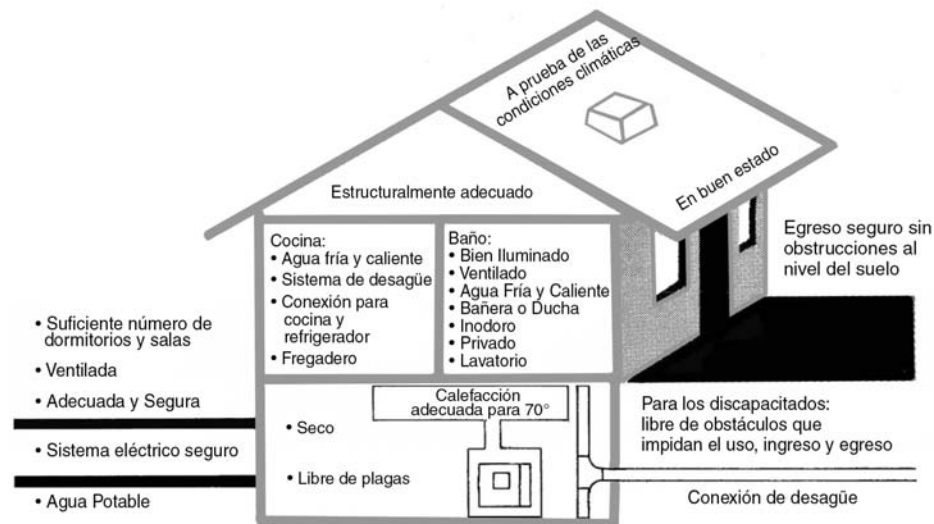 A prueba de las
condiciones climáticas
En buen estado
Estructuralmente adecuado
Cocina:
• Agua fría y caliente
• Sistema de desagüe
• Conexión para
cocina y
refrigerador
• Fregadero
Baño:
• Bien Iluminado
• Ventilado
• Agua Fría y Caliente
• Bañera o Ducha
• Inodoro
• Privado
• Lavatorio
Egreso seguro sin
obstrucciones al
nivel del suelo
• Suficiente número de
dormitorios y salas
• Ventilada
• Adecuada y Segura
• Sistema eléctrico seguro
• Agua Potable
Calefacción
adecuada para 70°
• Seco
• Libre de plagas
Para los discapacitados:
libre de obstáculos que
impidan el uso, ingreso y egreso
Conexión de desagüe